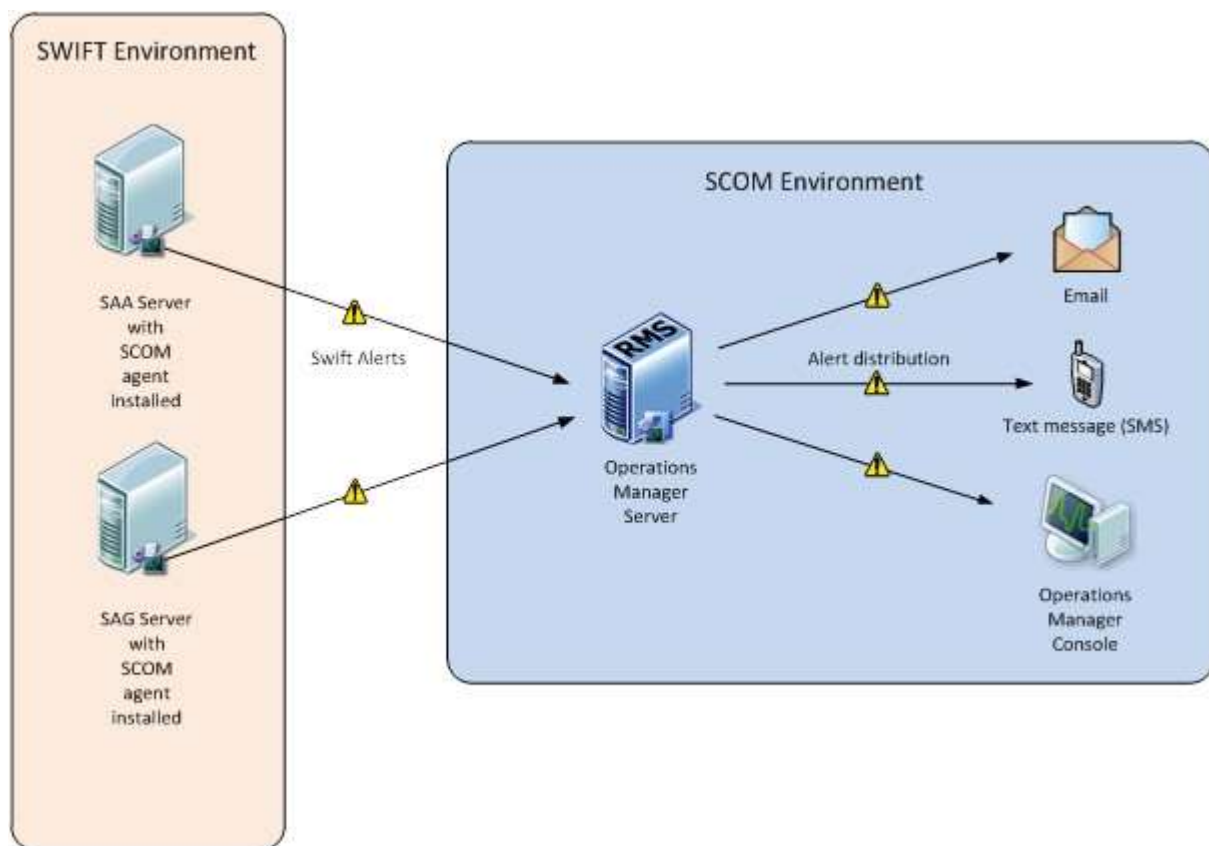 SWIFT Environment
SAA Server
with
SCOM
agent
installed
SAG Server
with
SCOM
agent
installed
Swift Alerts
SCOM Environment
RMS
Operations
Manager
Server
Alert distribution
Email
Text message (SMS)
Operations
Manager
Console